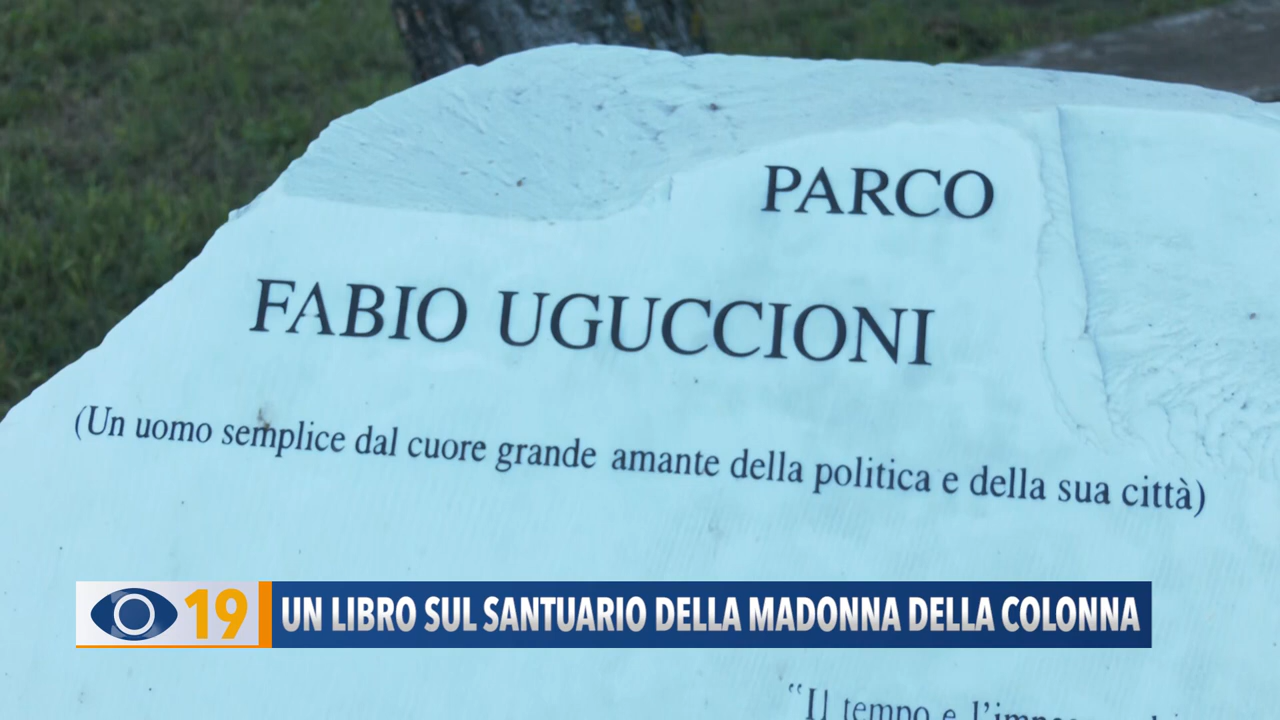 PARCO
FABIO UGUCCIONI
(Un uomo semplice dal cuore grande amante della politica e della sua città)
19
UN LIBRO SUL SANTUARIO DELLA MADONNA DELLA COLONNA
“Il tempo e